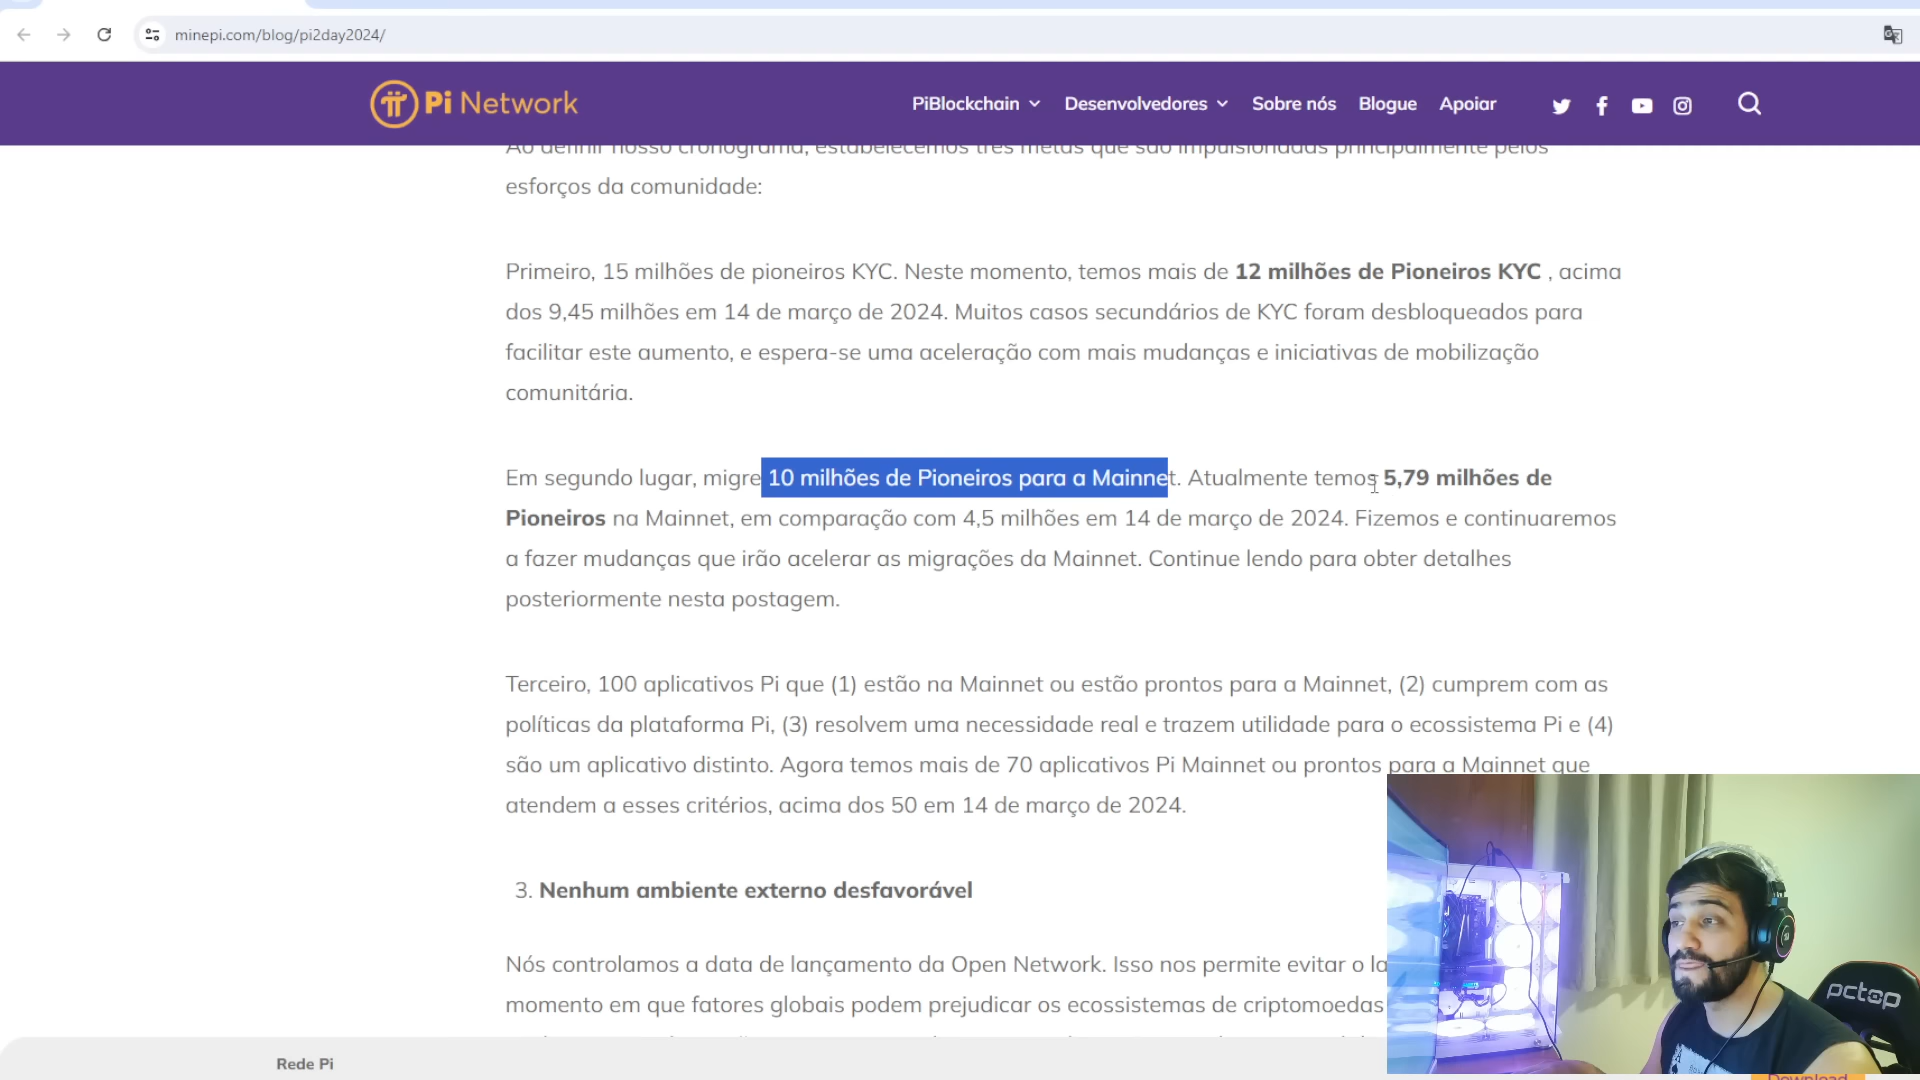 minepi.com/blog/pi2day2024/
Pi Network
PiBlockchain
Desenvolvedores
Sobre nós
Blogue
Apoiar
Ao definir nosso cronograma, estabelecemos três metas que são impulsionadas principalmente pelos
esforços da comunidade:
Primeiro, 15 milhões de pioneiros KYC. Neste momento, temos mais de 12 milhões de Pioneiros KYC , acima
dos 9,45 milhões em 14 de março de 2024. Muitos casos secundários de KYC foram desbloqueados para
facilitar este aumento, e espera-se uma aceleração com mais mudanças e iniciativas de mobilização
comunitária.
Em segundo lugar, migre 10 milhões de Pioneiros para a Mainnet. Atualmente temos 5,79 milhões de
Pioneiros na Mainnet, em comparação com 4,5 milhões em 14 de março de 2024. Fizemos e continuaremos
a fazer mudanças que irão acelerar as migrações da Mainnet. Continue lendo para obter detalhes
posteriormente nesta postagem.
Terceiro, 100 aplicativos Pi que (1) estão na Mainnet ou estão prontos para a Mainnet, (2) cumprem com as
políticas da plataforma Pi, (3) resolvem uma necessidade real e trazem utilidade para o ecossistema Pi e (4)
são um aplicativo distinto. Agora temos mais de 70 aplicativos Pi Mainnet ou prontos para a Mainnet que
atendem a esses critérios, acima dos 50 em 14 de março de 2024.
3. Nenhum ambiente externo desfavorável
Nós controlamos a data de lançamento da Open Network. Isso nos permite evitar o la
momento em que fatores globais podem prejudicar os ecossistemas de criptomoedas
Rede Pi
Download
pctop